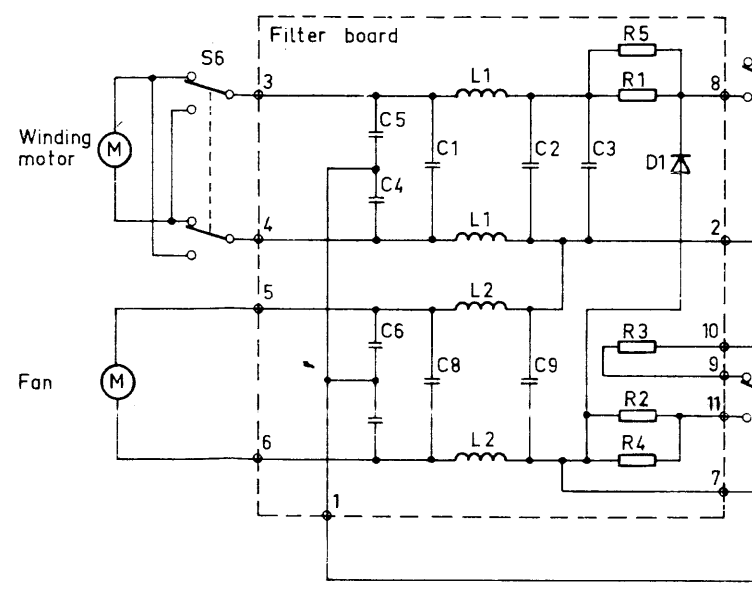 Filter board
R5
S6
L1
R1
3
8
C5
Winding
motor
M
C1
C2
C3
D1
C4
4
L1
2
5
L2
R3
10
C6
9
Fan
M
C8
C9
R2
11
6
L2
R4
7
1